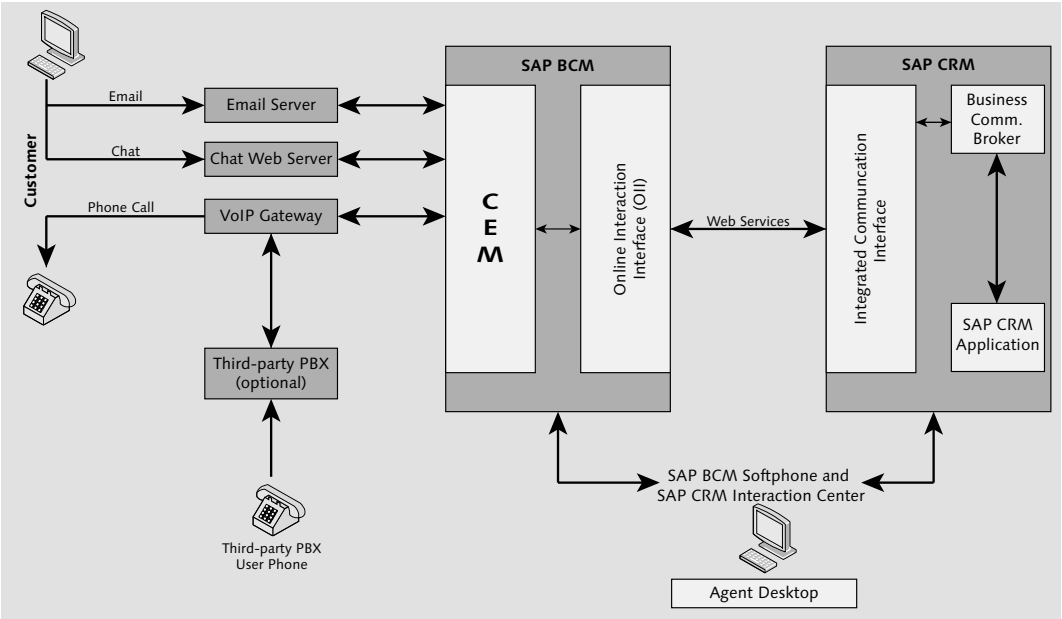 Customer
Email
Email Server
Chat
Chat Web Server
Phone Call
VoIP Gateway
Third-party PBX
(optional)
Third-party PBX
User Phone
SAP BCM
C
E
M
Online Interaction
Interface (OII)
Web Services
SAP CRM
Integrated Communcation
Interface
Business
Comm.
Broker
SAP CRM
Application
SAP BCM Softphone and
SAP CRM Interaction Center
Agent Desktop